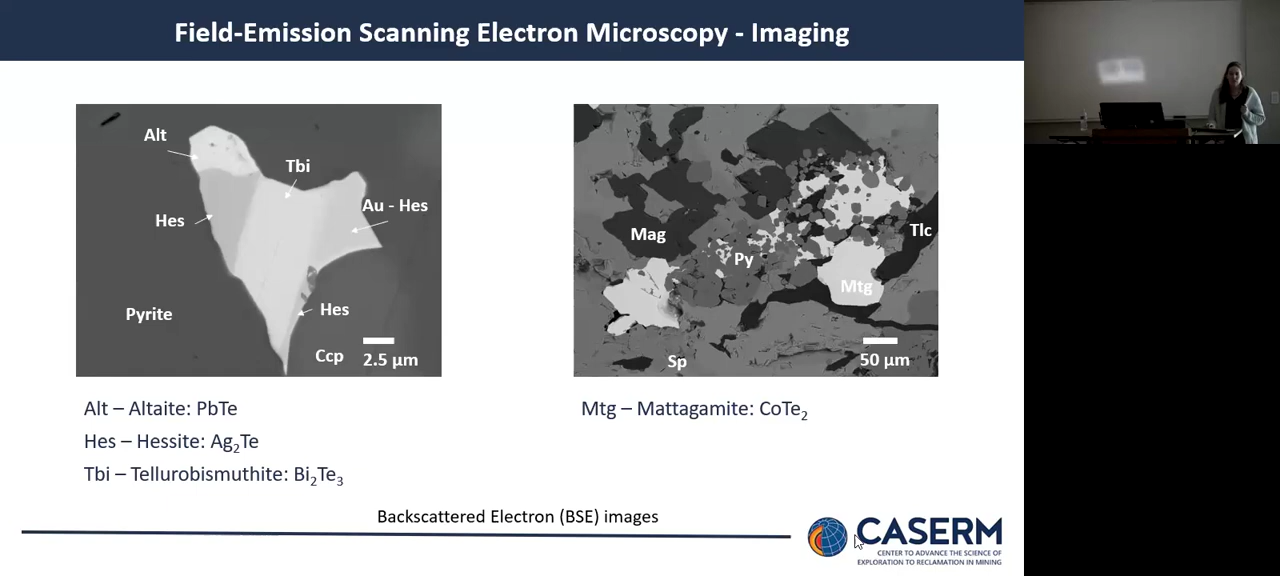 Field-Emission Scanning Electron Microscopy - Imaging
Alt
Tbi
Hes
Au - Hes
Pyrite
Hes
Ccp
2.5 µm
Mag
Py
Tlc
Mtg
Sp
50 µm
Alt – Altaite: PbTe
Hes – Hessite: Ag₂Te
Tbi – Tellurobismuthite: Bi₂Te₃
Mtg – Mattagamite: CoTe₂
Backscattered Electron (BSE) images
CASERM
CENTER TO ADVANCE THE SCIENCE OF
EXPLORATION TO RECLAMATION IN MINING